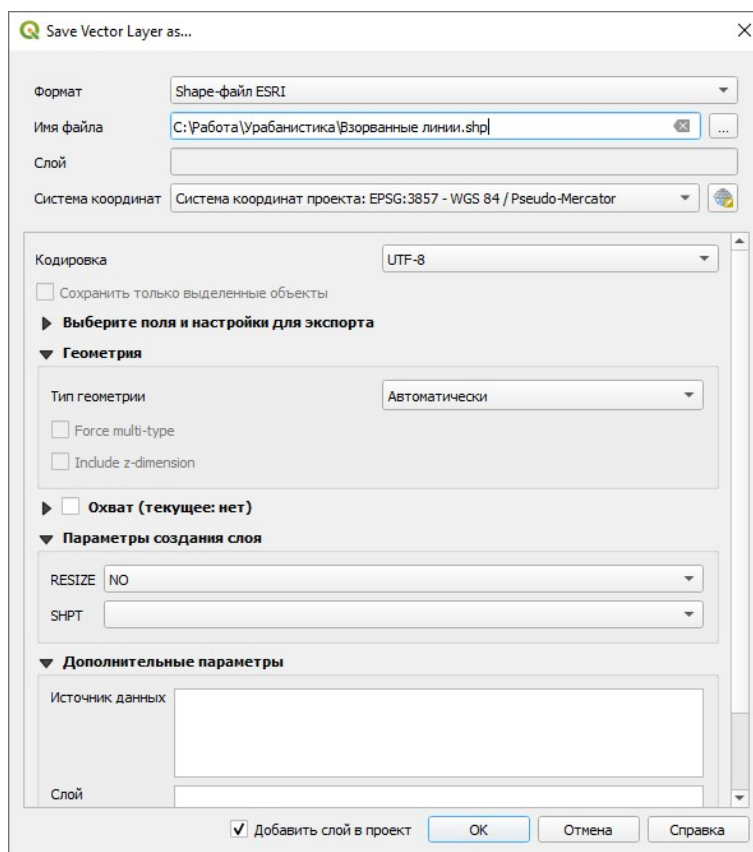 Save Vector Layer as...
Формат Shape-файл ESRI
Имя файла C:\Работа\Урабанистика\Взорванные линии.shp ...
Слой
Система координат Система координат проекта: EPSG:3857 - WGS 84 / Pseudo-Mercator
Кодировка UTF-8
Сохранить только выделенные объекты
Выберите поля и настройки для экспорта
Геометрия
Тип геометрии Автоматически
Force multi-type
Include z-dimension
Охват (текущее: нет)
Параметры создания слоя
RESIZE NO
SHPT
Дополнительные параметры
Источник данных
Слой
Добавить слой в проект OK Отмена Справка